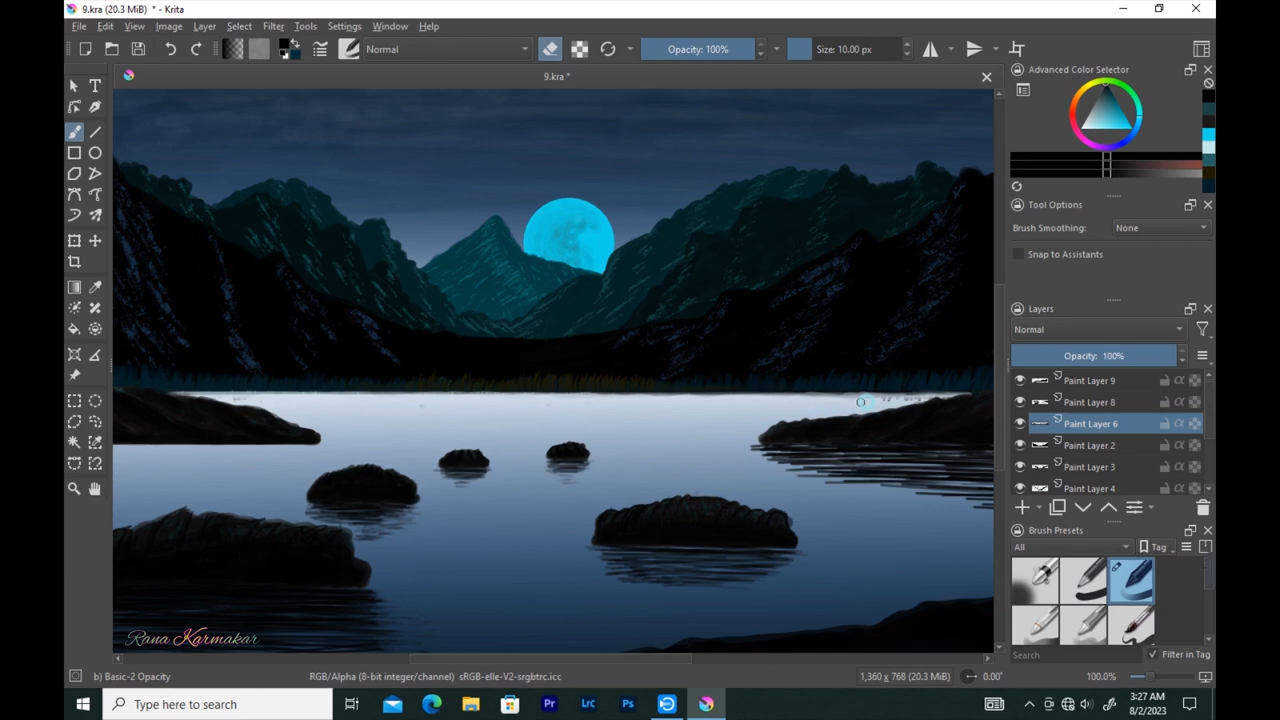 9.kra (20.3 MiB) * - Krita
File Edit View Image Layer Select Filter Tools Settings Window Help
Normal
Opacity: 100%
Size: 10.00 px
9.kra *
Advanced Color Selector
Tool Options
Brush Smoothing: None
Snap to Assistants
Layers
Normal
Opacity: 100%
Paint Layer 9
Paint Layer 8
Paint Layer 6
Paint Layer 2
Paint Layer 3
Paint Layer 4
Brush Presets
All
Tag
Rana Karmakar
Search
Filter in Tag
b) Basic-2 Opacity
RGB/Alpha (8-bit integer/channel) sRGB-elle-V2-srgbtrc.icc
1,360 x 768 (20.3 MiB)
0.00°
100.0%
Type here to search
Pr
Lrc
Ps
3:27 AM
8/2/2023